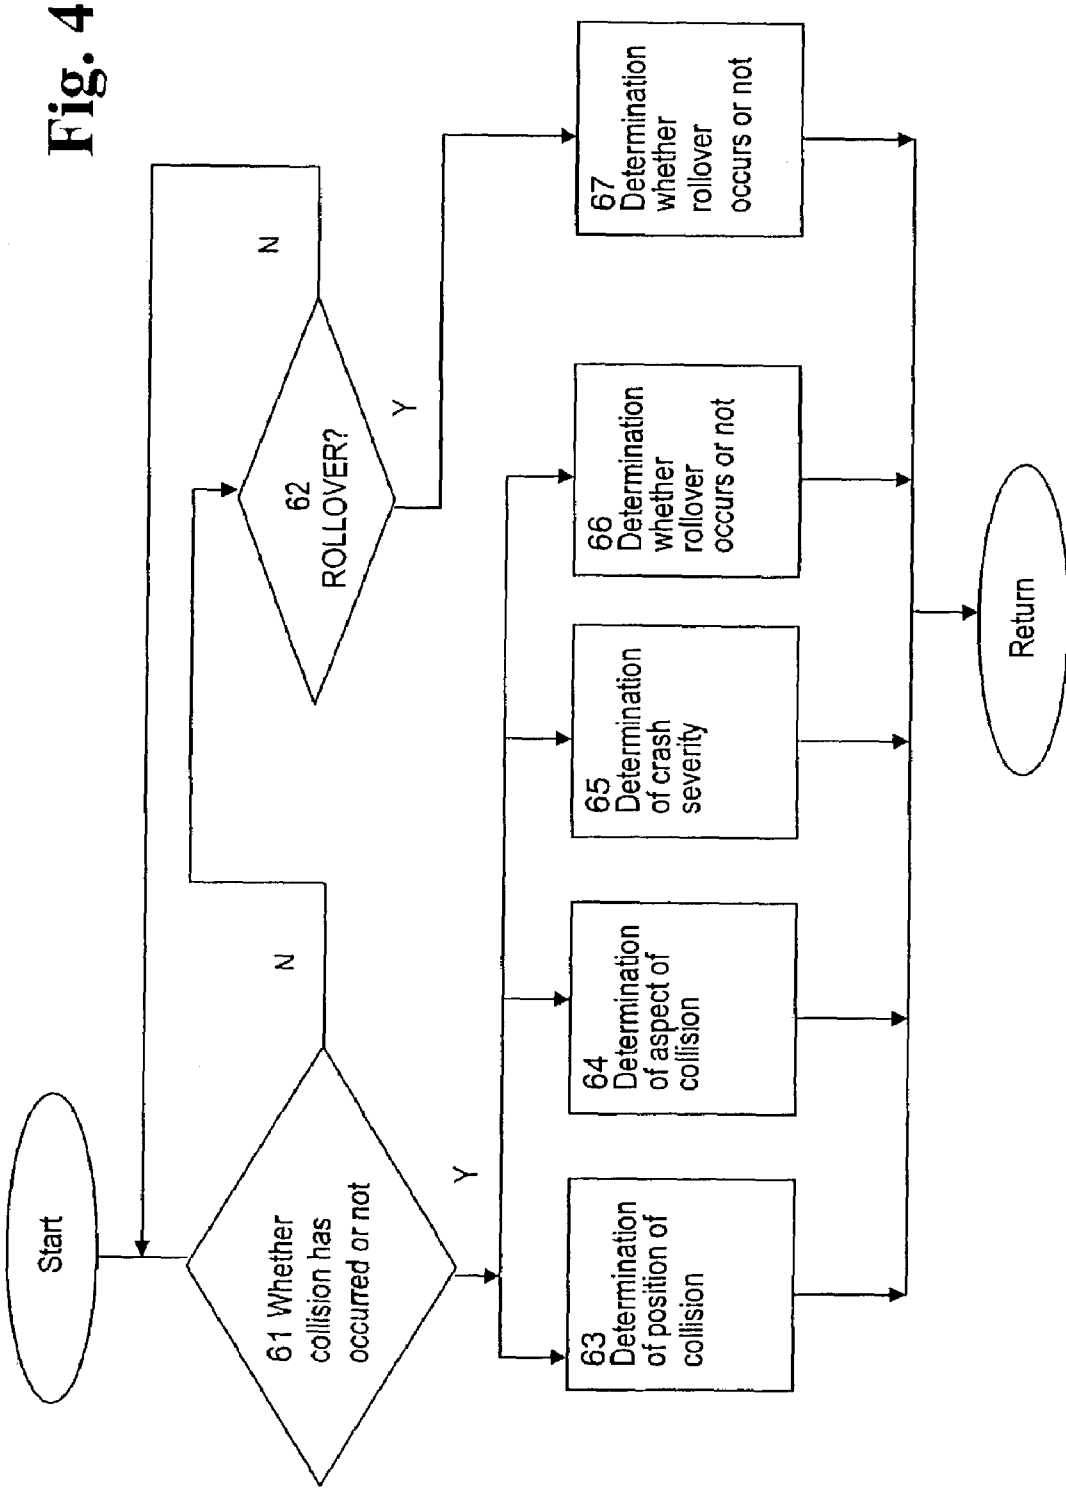 Fig. 4
Start
61 Whether
collision has
occurred or not
N
Y
62
ROLLOVER?
N
Y
63
Determination
of position of
collision
64
Determination
of aspect of
collision
65
Determination
of crash
severity
66
Determination
whether
rollover
occurs or not
67
Determination
whether
rollover
occurs or not
Return